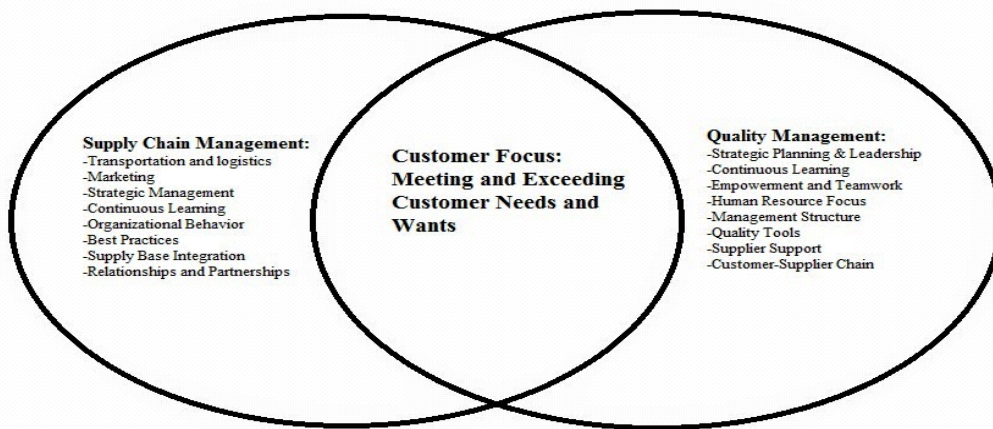 Supply Chain Management:
-Transportation and logistics
-Marketing
-Strategic Management
-Continuous Learning
-Organizational Behavior
-Best Practices
-Supply Base Integration
-Relationships and Partnerships
Customer Focus:
Meeting and Exceeding
Customer Needs and
Wants
Quality Management:
-Strategic Planning & Leadership
-Continuous Learning
-Empowement and Teamwork
-Human Resource Focus
-Management Structure
-Quality Tools
-Supplier Support
-Customer-Supplier Chain